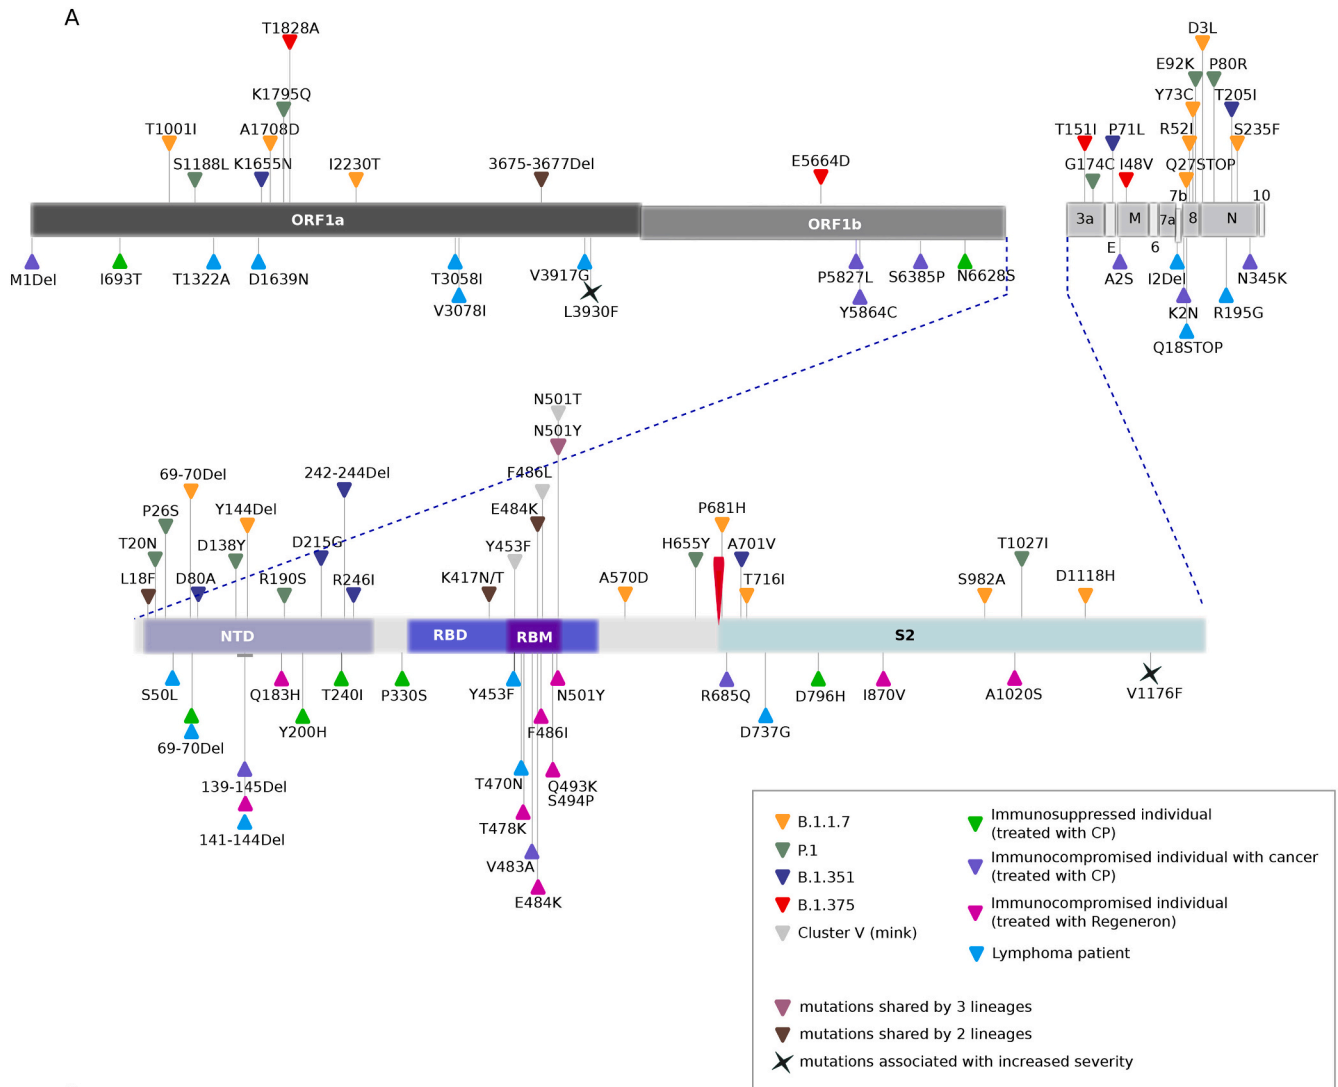 A
T1828A
D3L
E92K P80R
K1795Q
Y73C T205I
T1001I A1708D
T151I P71L R52I S235F
S1188L K1655N I2230T 3675-3677Del E5664D
G174C I48V Q27STOP
7b 10
ORF1a ORF1b 3a M 7a 8 N
E 6
M1Del I693T T1322A D1639N T3058I V3917G P5827L S6385P N6628S A2S I2Del N345K
V3078I L3930F Y5864C K2N R195G
Q18STOP
N501T
N501Y
69-70Del 242-244Del F486L
P26S Y144Del E484K P681H
T20N D138Y D215G Y453F H655Y A701V T1027I
L18F D80A R190S R246I K417N/T A570D T716I S982A D1118H
NTD RBD RBM S2
S50L Q183H T240I P330S Y453F N501Y R685Q D796H I870V A1020S V1176F
69-70Del Y200H F486I D737G
139-145Del T470N Q493K
S494P
141-144Del T478K
V483A
E484K
B.1.1.7
P.1
B.1.351
B.1.375
Cluster V (mink)
Immunosuppressed individual
(treated with CP)
Immunocompromised individual with cancer
(treated with CP)
Immunocompromised individual
(treated with Regeneron)
Lymphoma patient
mutations shared by 3 lineages
mutations shared by 2 lineages
mutations associated with increased severity